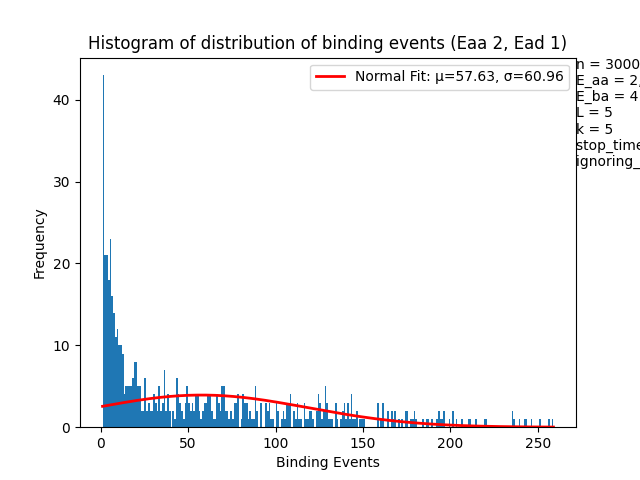 Histogram of distribution of binding events (Eaa 2, Ead 1)
Normal Fit: μ=57.63, σ=60.96
n = 3000
E_aa = 2,
E_ba = 4
L = 5
k = 5
stop_time
ignoring_
Frequency
40
30
20
10
0
0 50 100 150 200 250
Binding Events